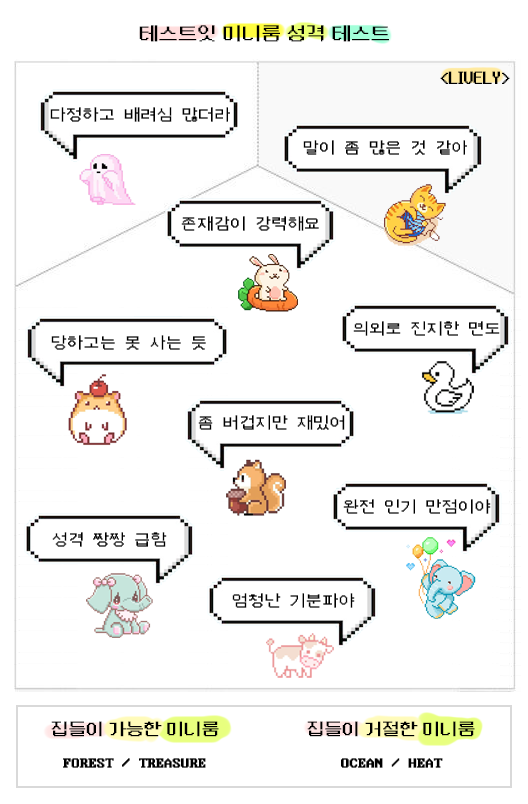 테스트잇 미니룸 성격 테스트
<LIVELY>
다정하고 배려심 많더라
말이 좀 많은 것 같아
존재감이 강력해요
의외로 진지한 면도
당하고는 못 사는 듯
좀 버겁지만 재밌어
완전 인기 만점이야
성격 짱짱 급함
엄청난 기분파야
집들이 가능한 미니룸
집들이 거절한 미니룸
FOREST / TREASURE
OCEAN / HEAT